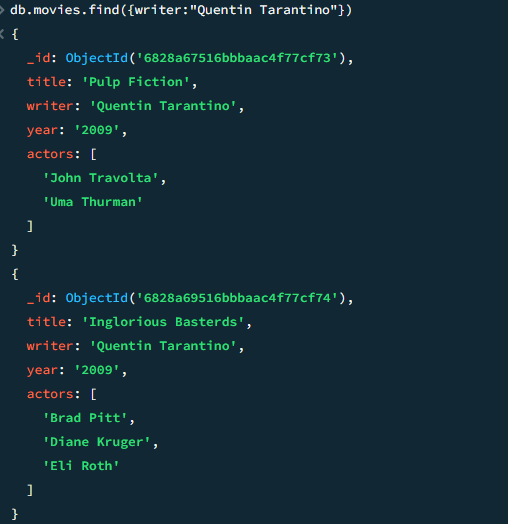 db.movies.find({writer:"Quentin Tarantino"})
{
_id: ObjectId('6828a67516bbbaac4f77cf73'),
title: 'Pulp Fiction',
writer: 'Quentin Tarantino',
year: '2009',
actors: [
'John Travolta',
'Uma Thurman'
]
}
{
_id: ObjectId('6828a69516bbbaac4f77cf74'),
title: 'Inglorious Basterds',
writer: 'Quentin Tarantino',
year: '2009',
actors: [
'Brad Pitt',
'Diane Kruger',
'Eli Roth'
]
}